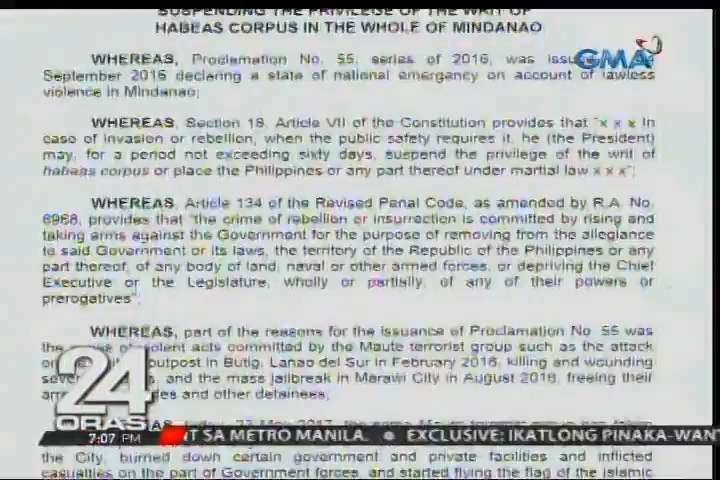 SUSPENDING THE PRIVILEGE OF THE WRIT OF
HABEAS CORPUS IN THE WHOLE OF MINDANAO
WHEREAS, Proclamation No. 55, series of 2016, was
September 2016 declaring a state of national emergency on account of lawless
violence in Mindanao;
GMA
WHEREAS, Section 18, Article VII of the Constitution provides that "x x x In
case of invasion or rebellion, when the public safety requires it, he (the President)
may, for a period not exceeding sixty days, suspend the privilege of the writ of
habeas corpus or place the Philippines or any part thereof under martial law x x x";
WHEREAS, Article 134 of the Revised Penal Code, as amended by R.A. No.
6968, provides that "the crime of rebellion or insurrection is committed by rising and
taking arms against the Government for the purpose of removing from the allegiance
to said Government or its laws, the territory of the Republic of the Philippines or any
part thereof, of any body of land, naval or other armed forces, or depriving the Chief
Executive or the Legislature, wholly or partially, of any of their powers or
prerogatives";
WHEREAS, part of the reasons for the issuance of Proclamation No. 55 was
the violent acts committed by the Maute terrorist group such as the attack
outpost in Butig, Lanao del Sur in February 2016, killing and wounding
and the mass jailbreak in Marawi City in August 2016, freeing their
and other detainees;
24
ORAS
7:07 PM
NT SA METRO MANILA. ● EXCLUSIVE: IKATLONG PINAKA-WANT
the City, burned down certain government and private facilities and inflicted
casualties on the part of Government forces, and started flying the flag of the Islamic